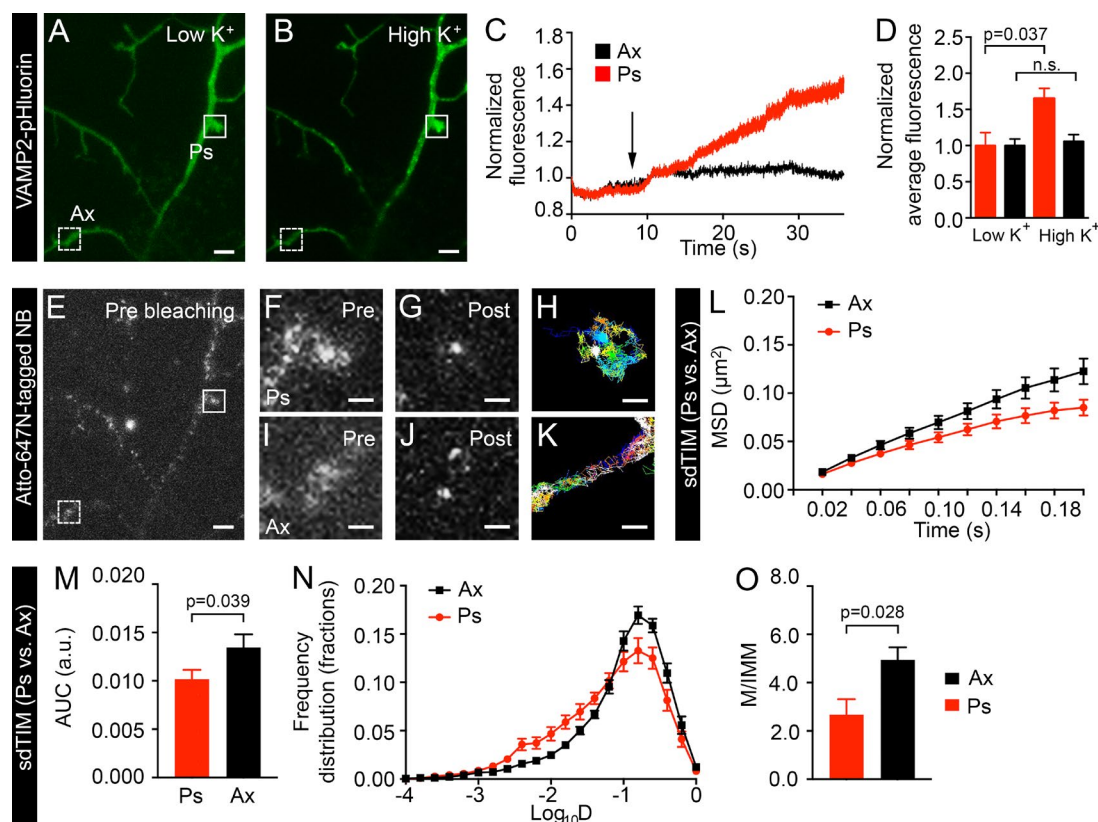 VAMP2-pHluorin
A
Low K+
Ps
Ax
B
High K+
C
Ax
Ps
Normalized
fluorescence
1.8
1.6
1.4
1.2
1.0
0.8
0
10
20
30
Time (s)
D
p=0.037
n.s.
Normalized
average fluorescence
2.5
2.0
1.5
1.0
0.5
0.0
Low K+
High K+
Atto-647N-tagged NB
E
Pre bleaching
F
Pre
Ps
G
Post
H
I
Pre
Ax
J
Post
K
sdTIM (Ps vs. Ax)
L
Ax
Ps
MSD (µm²)
0.20
0.15
0.10
0.05
0.00
0.02
0.06
0.10
0.14
0.18
Time (s)
sdTIM (Ps vs. Ax)
M
p=0.039
AUC (a.u.)
0.020
0.015
0.010
0.005
0.000
Ps
Ax
N
Ax
Ps
Frequency
distribution (fractions)
0.20
0.15
0.10
0.05
0.00
-4
-3
-2
-1
0
Log10D
O
p=0.028
M/IMM
8.0
6.0
4.0
2.0
0.0
Ax
Ps